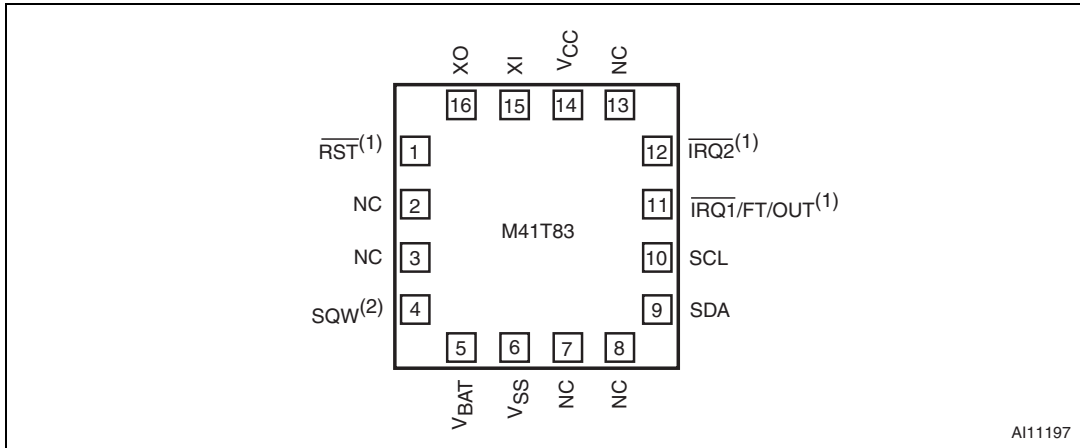 XO XI VCC NC
16 15 14 13
RST(1) 1 12 IRQ2(1)
NC 2 11 IRQ1/FT/OUT(1)
M41T83
NC 3 10 SCL
SQW(2) 4 9 SDA
5 6 7 8
VBAT VSS NC NC
AI11197